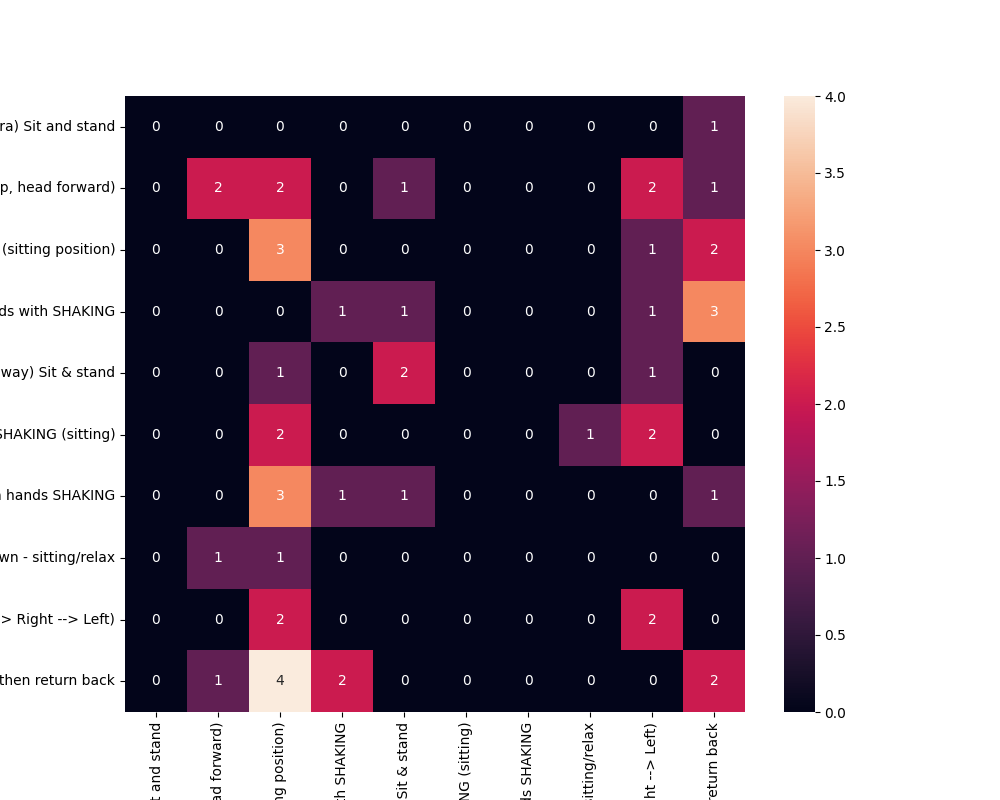 ra) Sit and stand 0 0 0 0 0 0 0 0 0 1
p, head forward) 0 2 2 0 1 0 0 0 2 1
(sitting position) 0 0 3 0 0 0 0 0 1 2
ds with SHAKING 0 0 0 1 1 0 0 0 1 3
way) Sit & stand 0 0 1 0 2 0 0 0 1 0
SHAKING (sitting) 0 0 2 0 0 0 0 1 2 0
hands SHAKING 0 0 3 1 1 0 0 0 0 1
wn - sitting/relax 0 1 1 0 0 0 0 0 0 0
> Right --> Left) 0 0 2 0 0 0 0 0 2 0
then return back 0 1 4 2 0 0 0 0 0 2
t and stand
ad forward)
ng position)
th SHAKING
Sit & stand
NG (sitting)
ds SHAKING
sitting/relax
ht --> Left)
return back
4.0
3.5
3.0
2.5
2.0
1.5
1.0
0.5
0.0